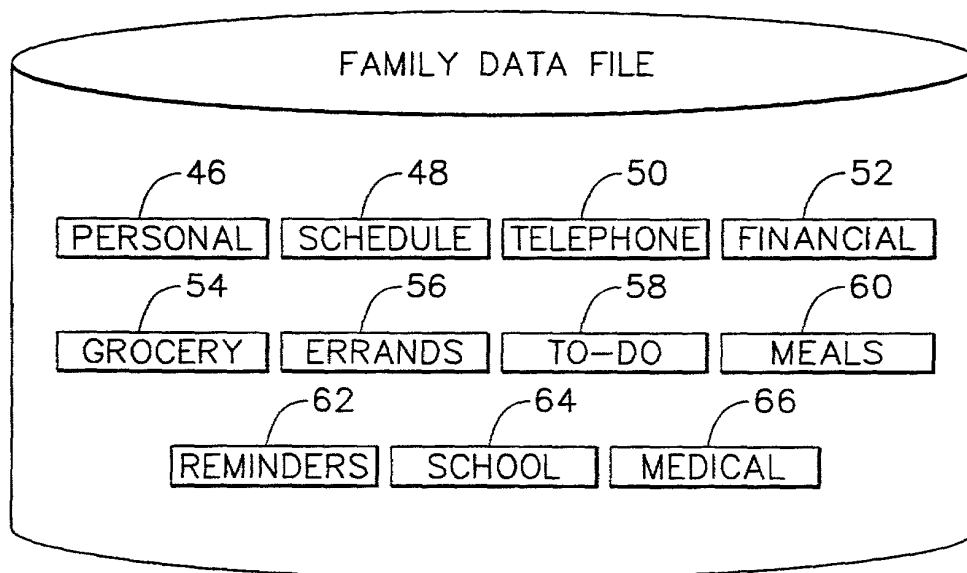 FAMILY DATA FILE
46 48 50 52
PERSONAL SCHEDULE TELEPHONE FINANCIAL
54 56 58 60
GROCERY ERRANDS TO-DO MEALS
62 64 66
REMINDERS SCHOOL MEDICAL